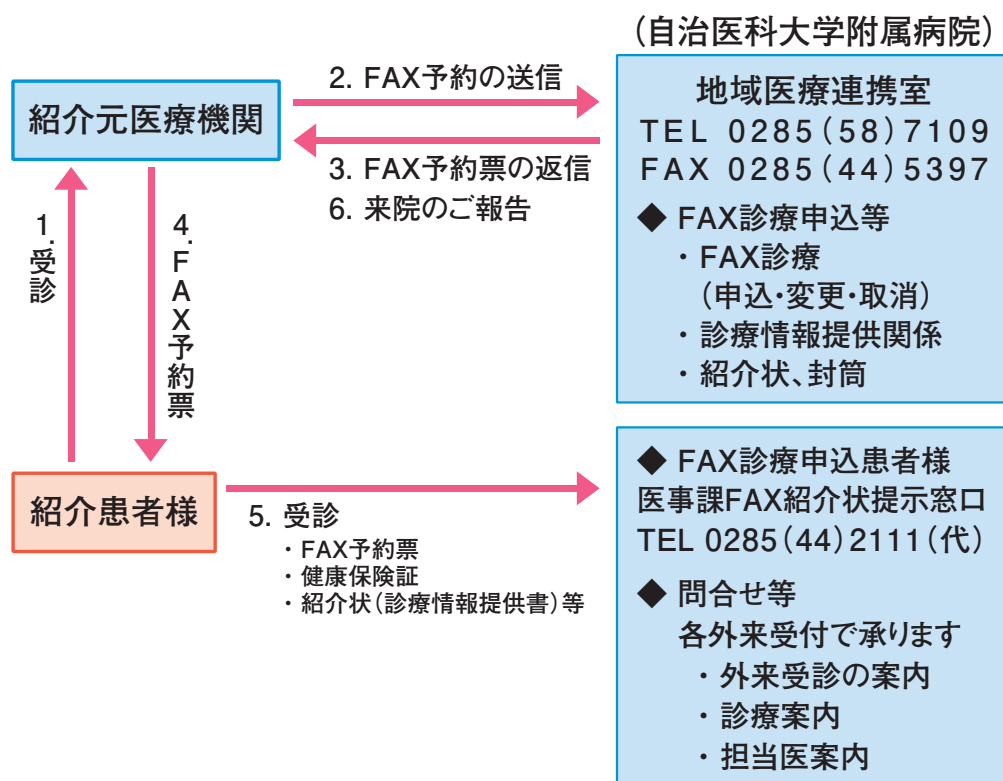 (自治医科大学附属病院)
紹介元医療機関
2. FAX予約の送信
3. FAX予約票の返信
6. 来院のご報告
地域医療連携室
TEL 0285(58)7109
FAX 0285(44)5397
◆ FAX診療申込等
・ FAX診療
(申込・変更・取消)
・ 診療情報提供関係
・ 紹介状、封筒
1.受診
4.FAX予約票
紹介患者様
5. 受診
・ FAX予約票
・ 健康保険証
・ 紹介状(診療情報提供書)等
◆ FAX診療申込患者様
医事課FAX紹介状提示窓口
TEL 0285(44)2111(代)
◆ 問合せ等
各外来受付で承ります
・ 外来受診の案内
・ 診療案内
・ 担当医案内